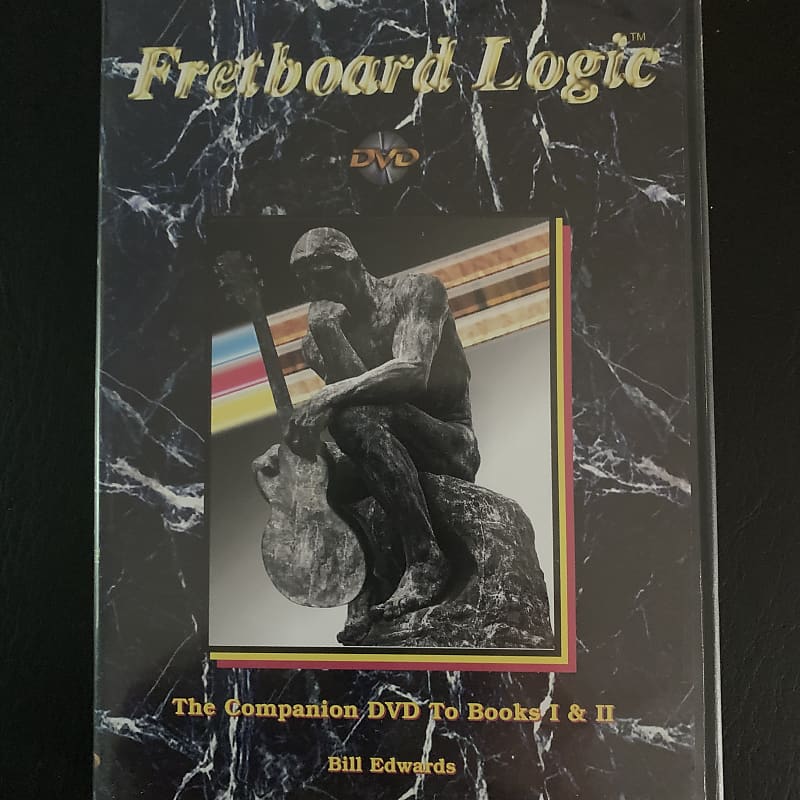 Fretboard Logic™
DVD
The Companion DVD To Books I & II
Bill Edwards